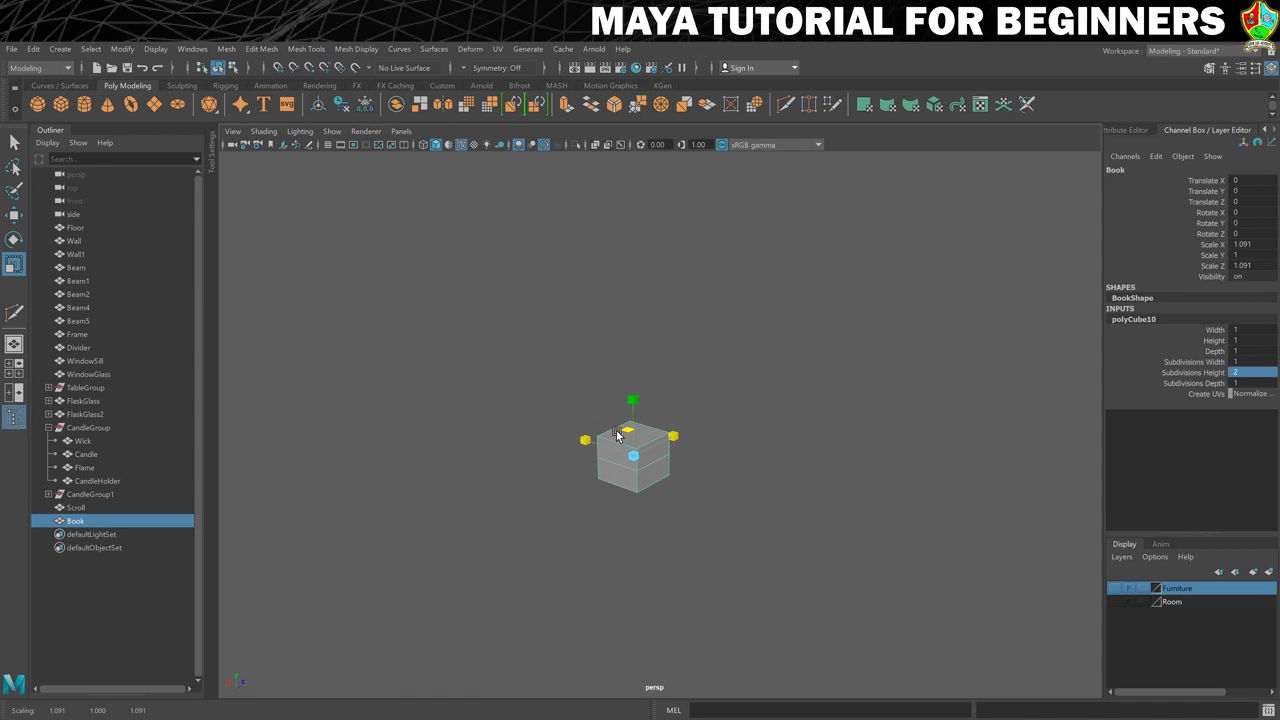 MAYA TUTORIAL FOR BEGINNERS
File Edit Create Select Modify Display Windows Mesh Edit Mesh Mesh Tools Mesh Display Curves Surfaces Deform UV Generate Cache Arnold Help
Workspace : Modeling - Standard*
Modeling No Live Surface Symmetry: Off Sign In
Curves / Surfaces Poly Modeling Sculpting Rigging Animation Rendering FX FX Caching Custom Arnold Bifrost MASH Motion Graphics XGen
Outliner
Display Show Help
Search...
persp
top
front
side
Floor
Wall
Wall1
Beam
Beam1
Beam2
Beam4
Beam5
Frame
Divider
WindowSill
WindowGlass
TableGroup
FlaskGlass
FlaskGlass2
CandleGroup
Wick
Candle
Flame
CandleHolder
CandleGroup1
Scroll
Book
defaultLightSet
defaultObjectSet
Tool Settings
View Shading Lighting Show Renderer Panels
0.00 1.00 sRGB gamma
persp
Attribute Editor Channel Box / Layer Editor
Channels Edit Object Show
Book
Translate X 0
Translate Y 0
Translate Z 0
Rotate X 0
Rotate Y 0
Rotate Z 0
Scale X 1.091
Scale Y 1
Scale Z 1.091
Visibility on
SHAPES
BookShape
INPUTS
polyCube10
Width 1
Height 1
Depth 1
Subdivisions Width 1
Subdivisions Height 2
Subdivisions Depth 1
Create UVs Normalize ...
Display Anim
Layers Options Help
P Furniture
Room
Scaling: 1.091 1.000 1.091
MEL